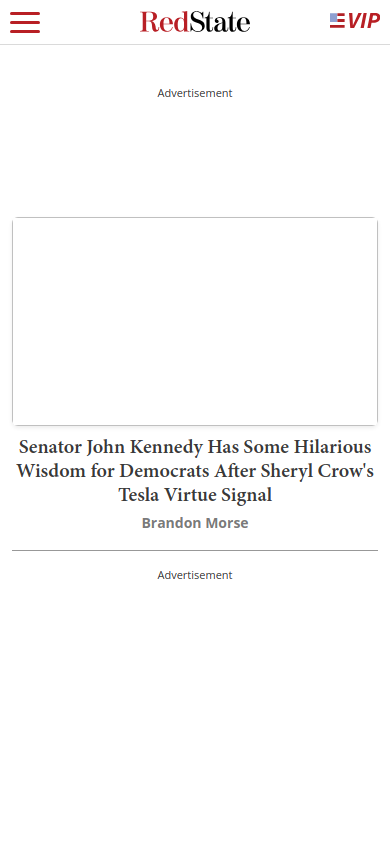 RedState
VIP
Advertisement
Senator John Kennedy Has Some Hilarious
Wisdom for Democrats After Sheryl Crow's
Tesla Virtue Signal
Brandon Morse
Advertisement